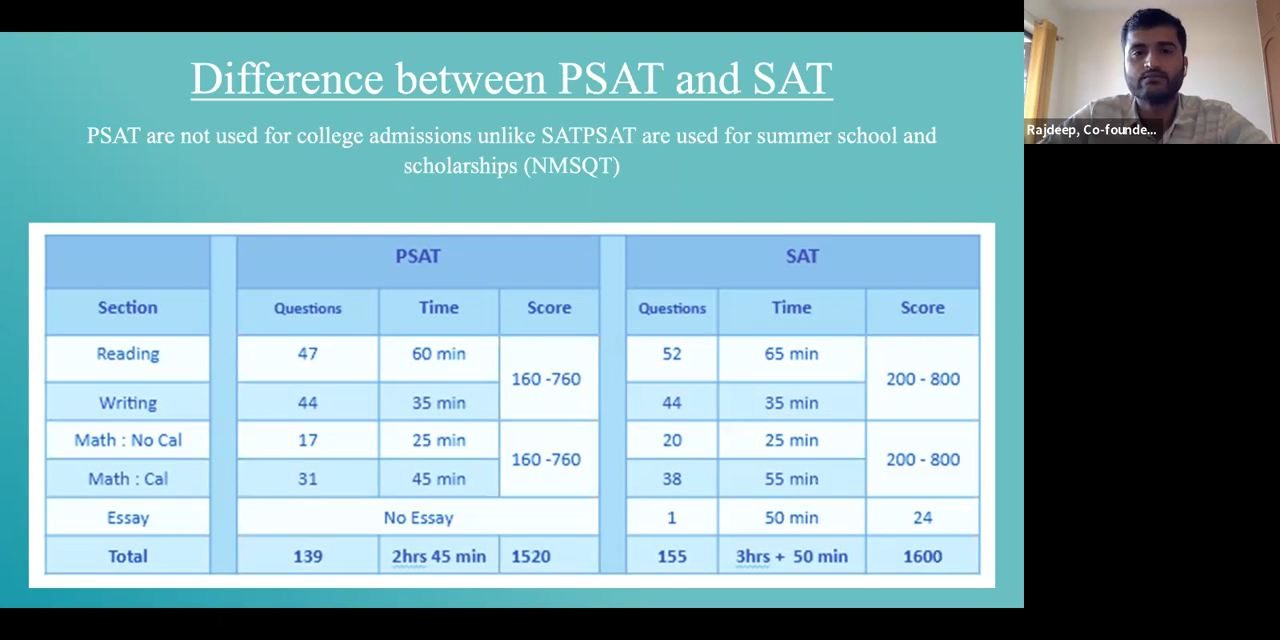 Difference between PSAT and SAT
PSAT are not used for college admissions unlike SATPSAT are used for summer school and
scholarships (NMSQT)
Rajdeep, Co-founde...
PSAT SAT
Section Questions Time Score Questions Time Score
Reading 47 60 min 160 -760 52 65 min 200 - 800
Writing 44 35 min 44 35 min
Math : No Cal 17 25 min 160 -760 20 25 min 200 - 800
Math : Cal 31 45 min 38 55 min
Essay No Essay 1 50 min 24
Total 139 2hrs 45 min 1520 155 3hrs + 50 min 1600